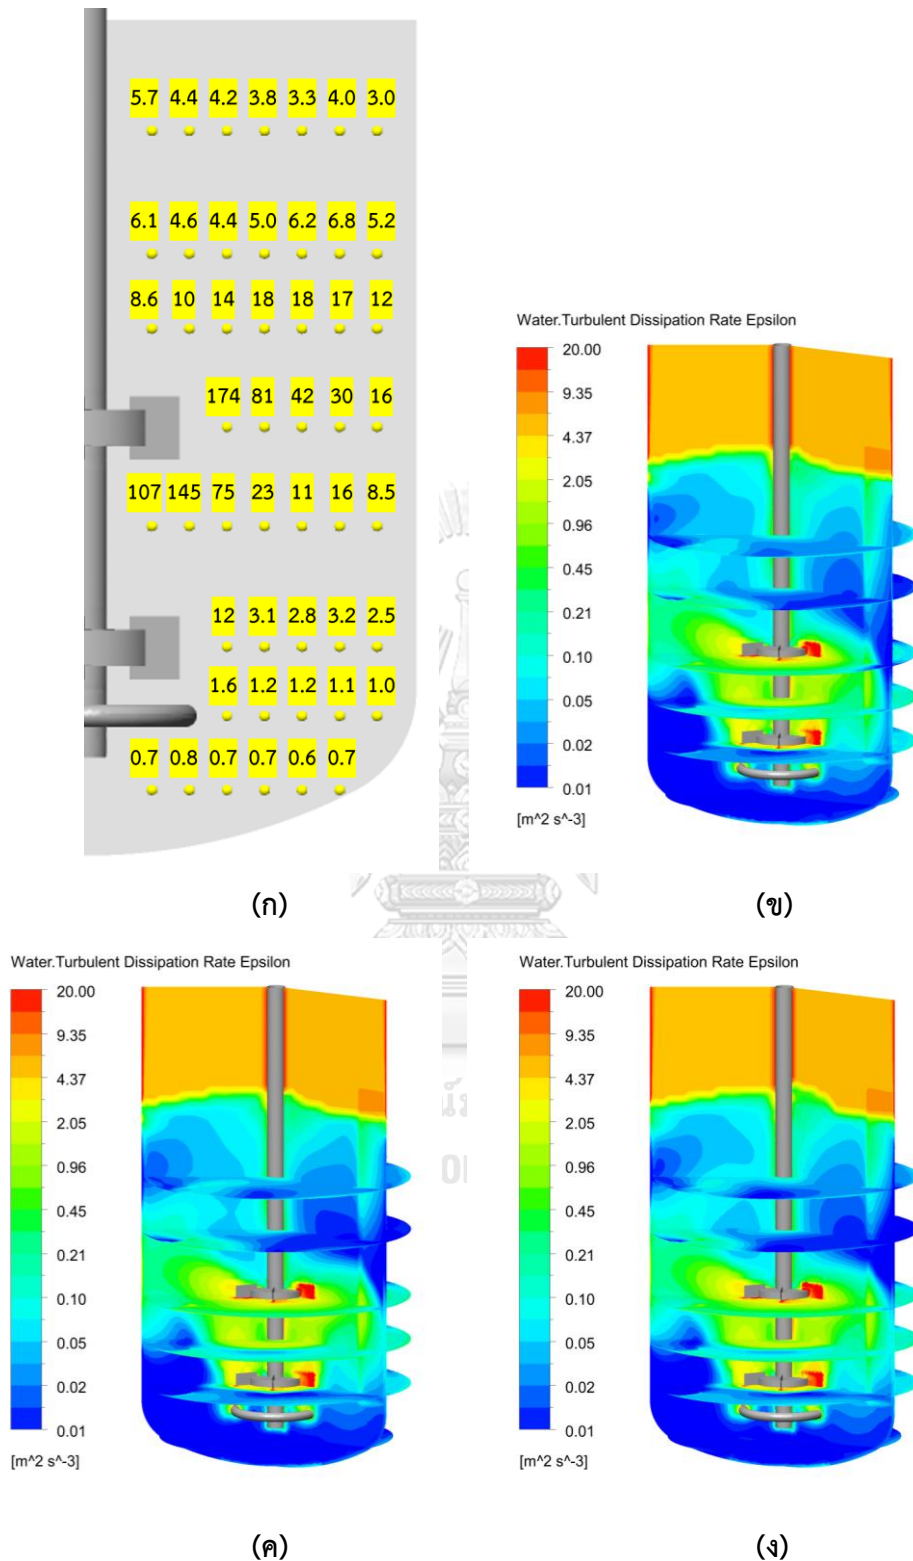 5.7 4.4 4.2 3.8 3.3 4.0 3.0
6.1 4.6 4.4 5.0 6.2 6.8 5.2
8.6 10 14 18 18 17 12
174 81 42 30 16
107 145 75 23 11 16 8.5
12 3.1 2.8 3.2 2.5
1.6 1.2 1.2 1.1 1.0
0.7 0.8 0.7 0.7 0.6 0.7
(ก)
Water.Turbulent Dissipation Rate Epsilon
20.00
9.35
4.37
2.05
0.96
0.45
0.21
0.10
0.05
0.02
0.01
[m^2 s^-3]
(ข)
Water.Turbulent Dissipation Rate Epsilon
20.00
9.35
4.37
2.05
0.96
0.45
0.21
0.10
0.05
0.02
0.01
[m^2 s^-3]
(ค)
Water.Turbulent Dissipation Rate Epsilon
20.00
9.35
4.37
2.05
0.96
0.45
0.21
0.10
0.05
0.02
0.01
[m^2 s^-3]
(ง)